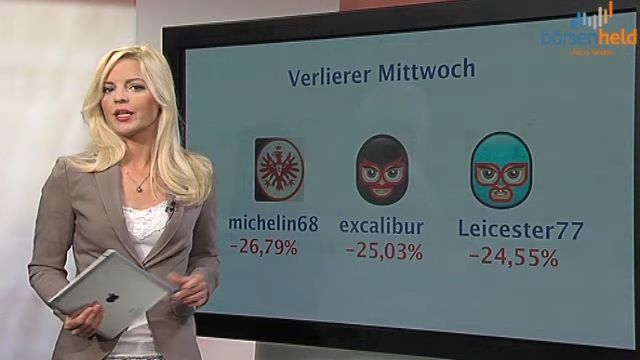 börsenheld
Verlierer Mittwoch
michelin68 excalibur Leicester77
-26,79% -25,03% -24,55%